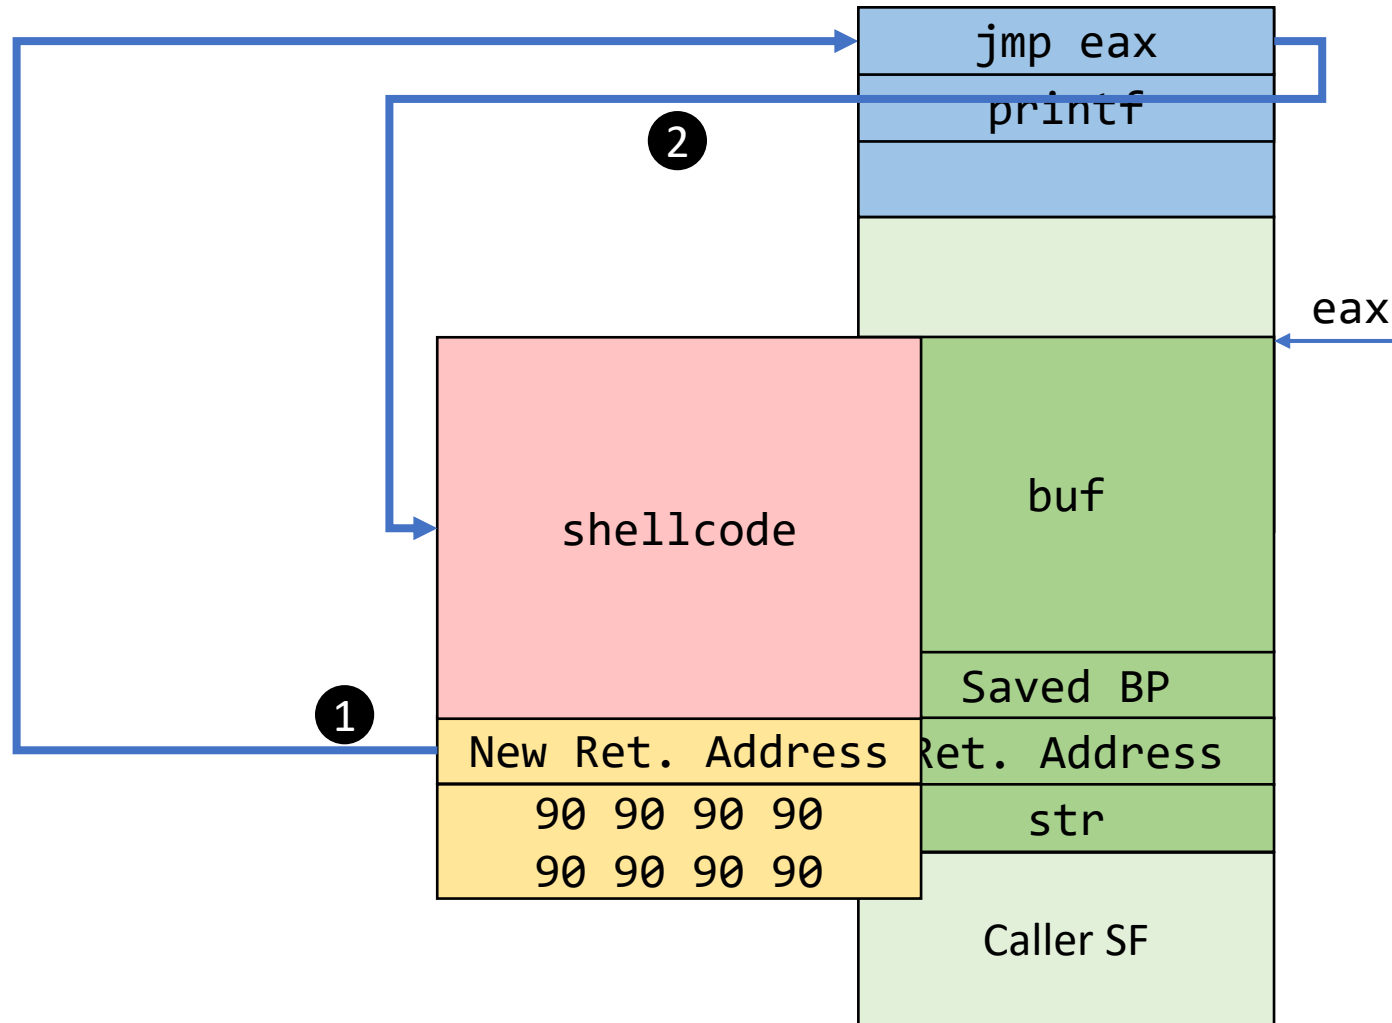 jmp eax
printf
2
eax
shellcode
buf
Saved BP
1
New Ret. Address
Ret. Address
90 90 90 90
str
90 90 90 90
Caller SF